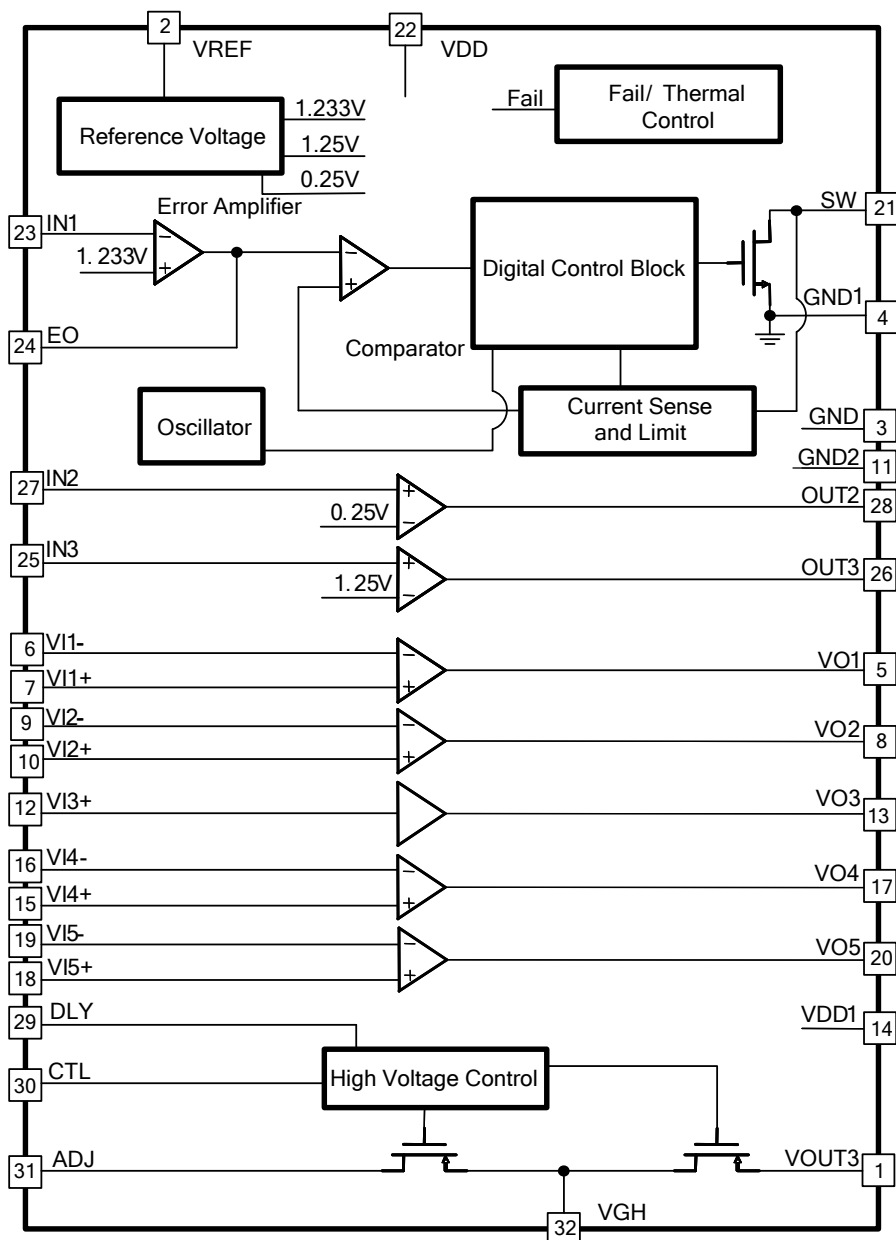 2
VREF
22
VDD
Reference Voltage
1.233V
1.25V
0.25V
Fail
Fail/ Thermal
Control
Error Amplifier
23
IN1
−
1.233V
+
−
+
Digital Control Block
SW
21
GND1
4
24
EO
Comparator
Oscillator
Current Sense
and Limit
GND
3
GND2
11
27
IN2
+
0.25V
−
OUT2
28
25
IN3
+
1.25V
−
OUT3
26
6
VI1-
−
7
VI1+
+
VO1
5
9
VI2-
−
10
VI2+
+
VO2
8
12
VI3+
VO3
13
16
VI4-
−
15
VI4+
+
VO4
17
19
VI5-
−
18
VI5+
+
VO5
20
29
DLY
VDD1
14
30
CTL
High Voltage Control
31
ADJ
VOUT3
1
32
VGH